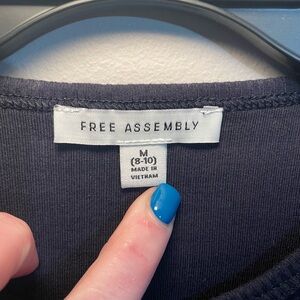 FREE ASSEMBLY
M
(8-10)
MADE IN
VIETNAM